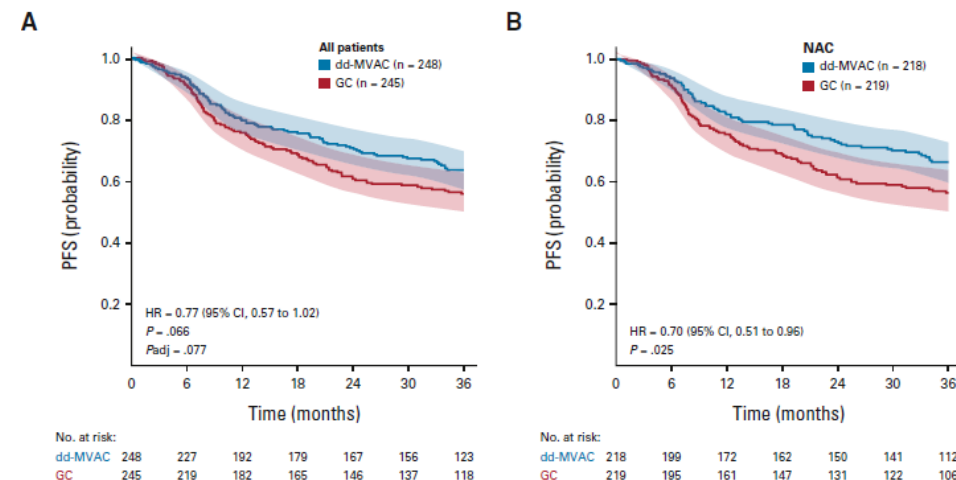 A
All patients
dd-MVAC (n = 248)
GC (n = 245)
PFS (probability)
1.0
0.8
0.6
0.4
0.2
HR = 0.77 (95% CI, 0.57 to 1.02)
P = .066
Padj = .077
0 6 12 18 24 30 36
Time (months)
No. at risk:
dd-MVAC 248 227 192 179 167 156 123
GC 245 219 182 165 146 137 118
B
NAC
dd-MVAC (n = 218)
GC (n = 219)
PFS (probability)
1.0
0.8
0.6
0.4
0.2
HR = 0.70 (95% CI, 0.51 to 0.96)
P = .025
0 6 12 18 24 30 36
Time (months)
No. at risk:
dd-MVAC 218 199 172 162 150 141 112
GC 219 195 161 147 131 122 106